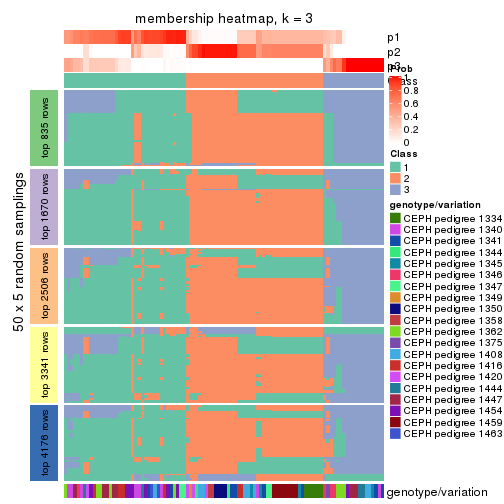 membership heatmap, k = 3
p1
p2
p3
Class
50 x 5 random samplings
top 835 rows
top 1670 rows
top 2506 rows
top 3341 rows
top 4176 rows
genotype/variation
Prob
1
0.8
0.6
0.4
0.2
0
Class
1
2
3
genotype/variation
CEPH pedigree 1334
CEPH pedigree 1340
CEPH pedigree 1341
CEPH pedigree 1344
CEPH pedigree 1345
CEPH pedigree 1346
CEPH pedigree 1347
CEPH pedigree 1349
CEPH pedigree 1350
CEPH pedigree 1358
CEPH pedigree 1362
CEPH pedigree 1375
CEPH pedigree 1408
CEPH pedigree 1416
CEPH pedigree 1420
CEPH pedigree 1444
CEPH pedigree 1447
CEPH pedigree 1454
CEPH pedigree 1459
CEPH pedigree 1463